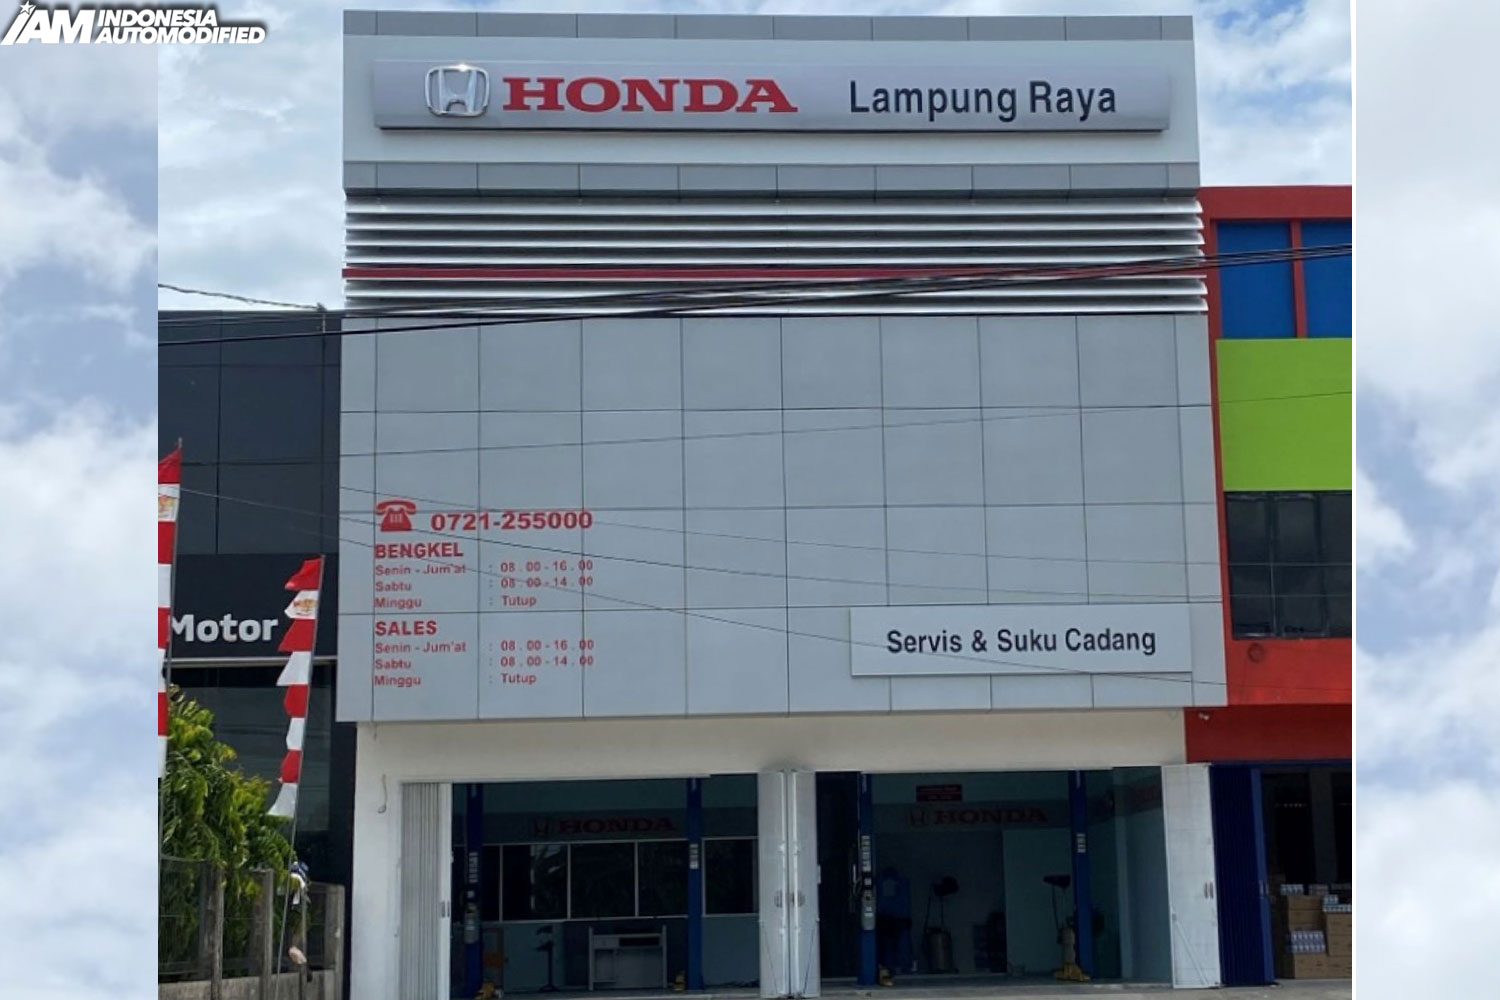 iAM INDONESIA
AUTOMODIFIED
HONDA Lampung Raya
0721-255000
BENGKEL
Senin - Jum'at : 08 . 00 - 16 . 00
Sabtu : 08 . 00 - 14 . 00
Minggu : Tutup
SALES
Senin - Jum'at : 08 . 00 - 16 . 00
Sabtu : 08 . 00 - 14 . 00
Minggu : Tutup
Motor
Servis & Suku Cadang
HONDA
HONDA